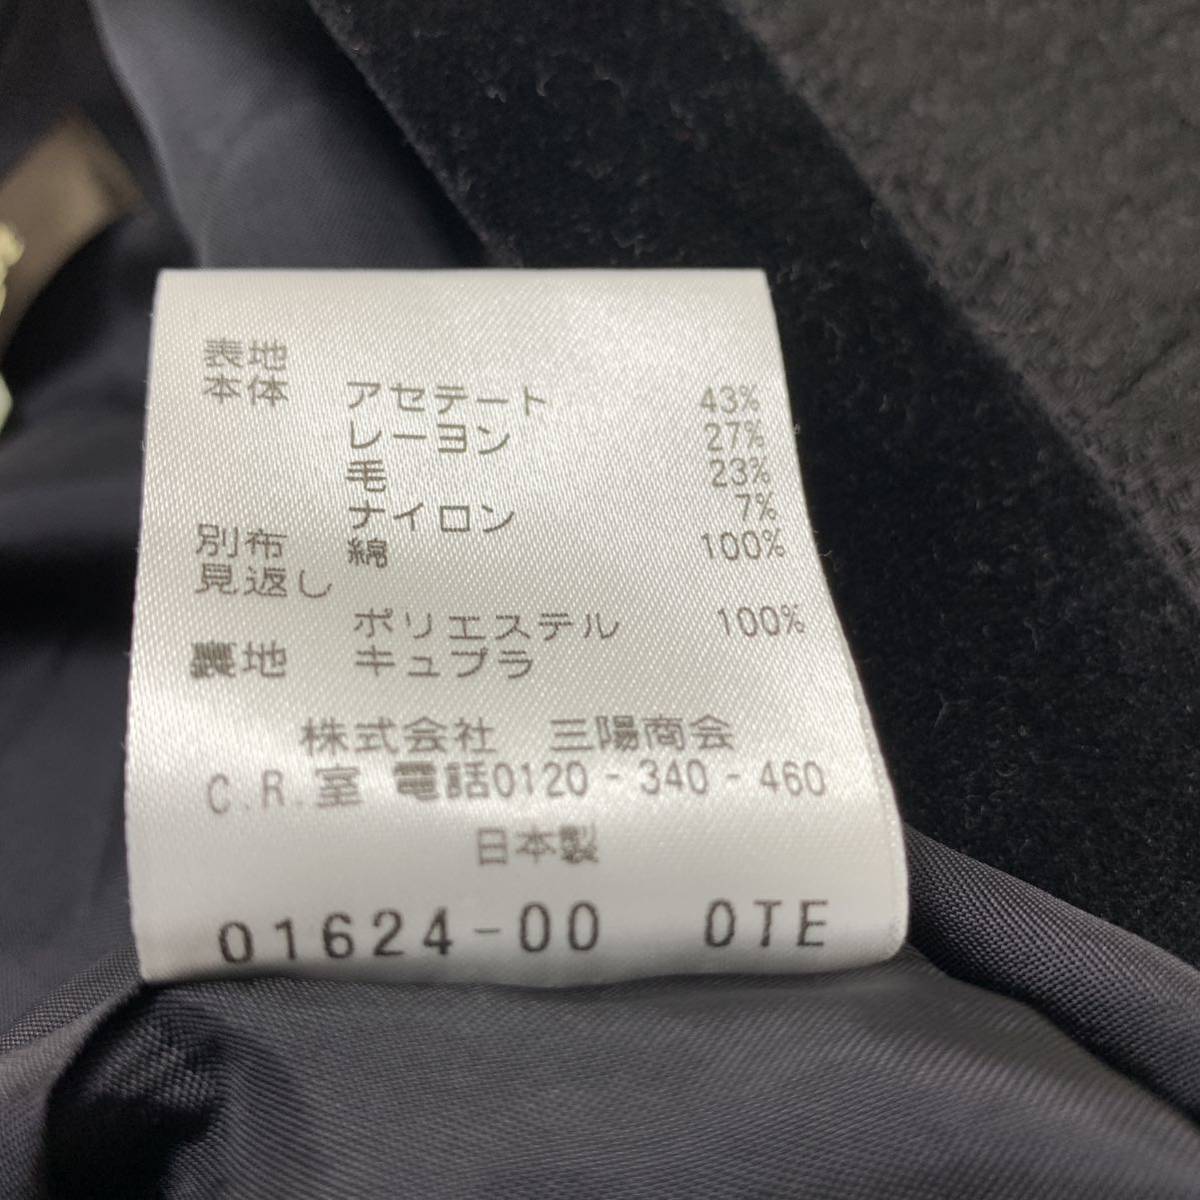 表地
本体 アセテート 43%
レーヨン 27%
毛 23%
ナイロン 7%
別布 綿 100%
見返し
ポリエステル 100%
裏地 キュプラ
株式会社 三陽商会
C.R.室 電話0120-340-460
日本製
01624-00 0TE